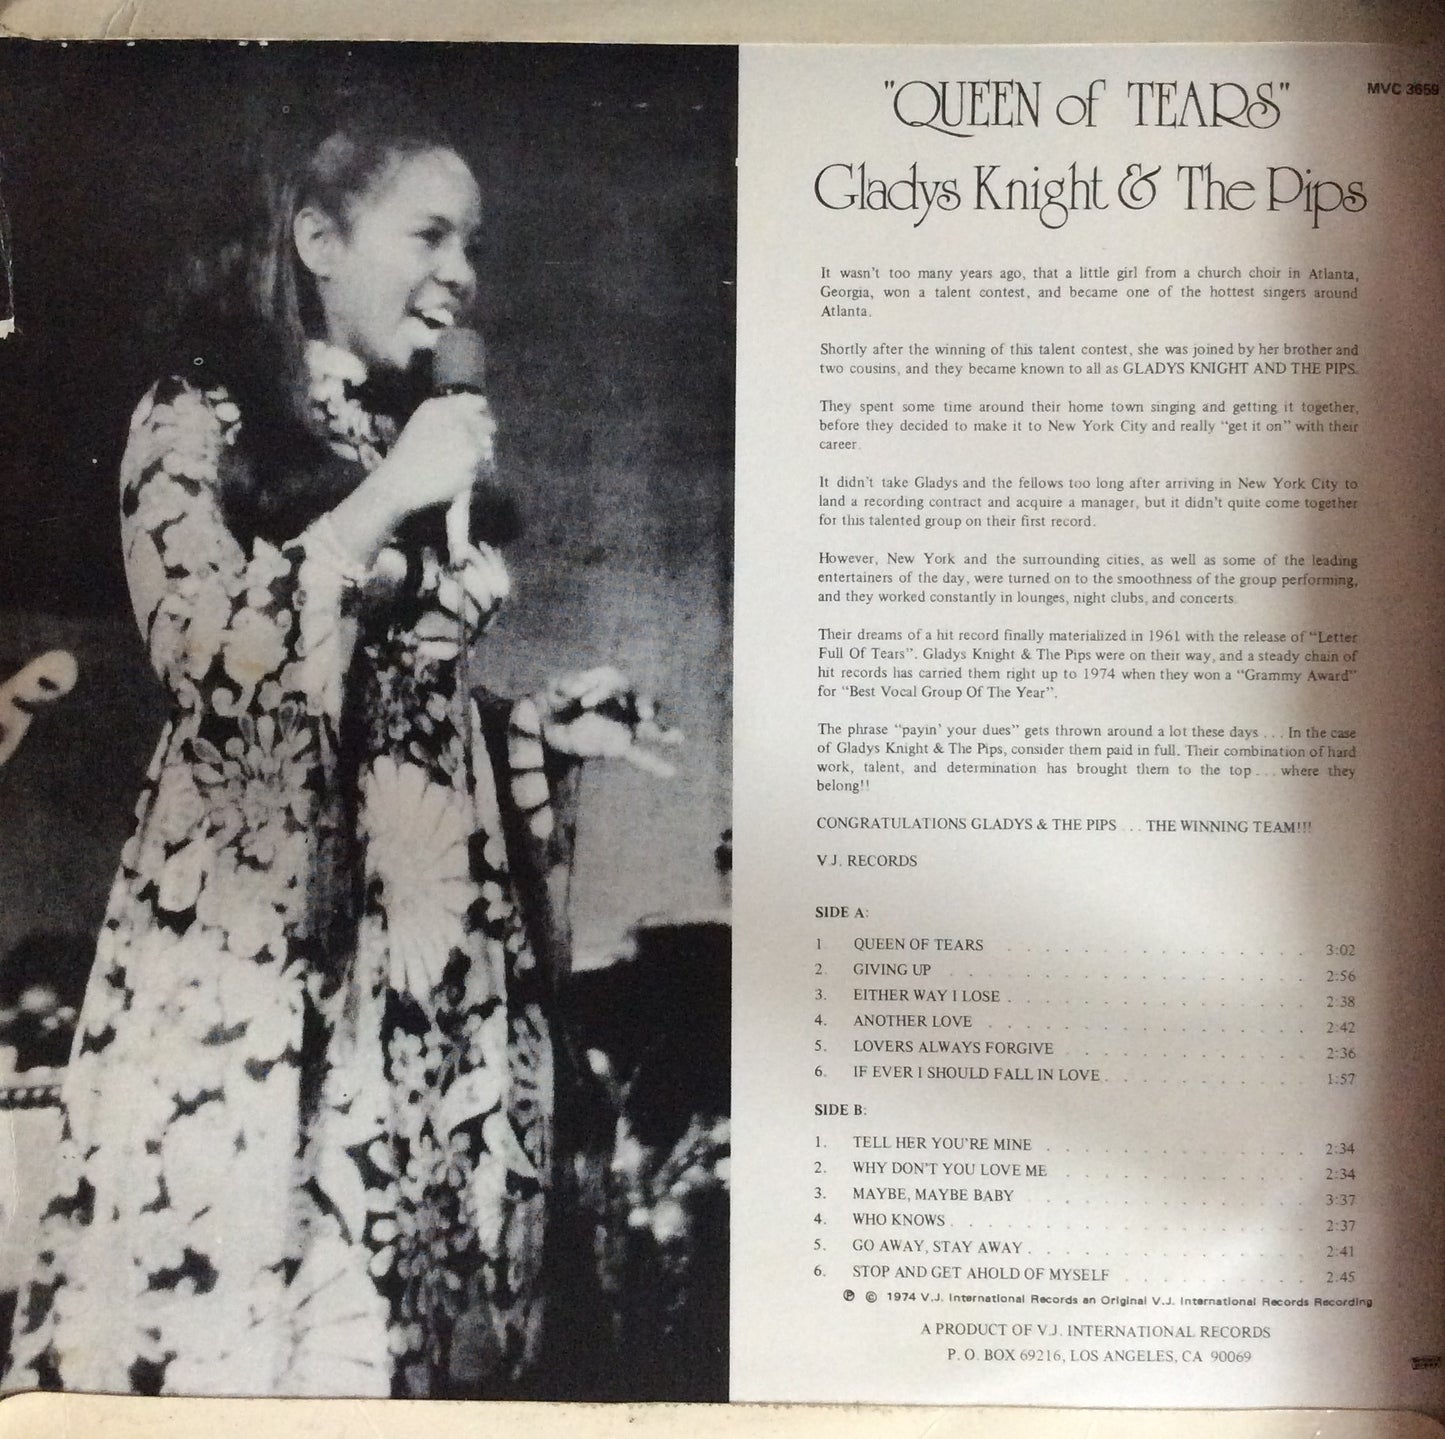 "QUEEN of TEARS"
MVC 3659
Gladys Knight & The Pips
It wasn't too many years ago, that a little girl from a church choir in Atlanta,
Georgia, won a talent contest, and became one of the hottest singers around
Atlanta.
Shortly after the winning of this talent contest, she was joined by her brother and
two cousins, and they became known to all as GLADYS KNIGHT AND THE PIPS.
They spent some time around their home town singing and getting it together,
before they decided to make it to New York City and really "get it on" with their
career.
It didn't take Gladys and the fellows too long after arriving in New York City to
land a recording contract and acquire a manager, but it didn't quite come together
for this talented group on their first record.
However, New York and the surrounding cities, as well as some of the leading
entertainers of the day, were turned on to the smoothness of the group performing,
and they worked constantly in lounges, night clubs, and concerts.
Their dreams of a hit record finally materialized in 1961 with the release of "Letter
Full Of Tears". Gladys Knight & The Pips were on their way, and a steady chain of
hit records has carried them right up to 1974 when they won a "Grammy Award"
for "Best Vocal Group Of The Year".
The phrase "payin' your dues" gets thrown around a lot these days . . . In the case
of Gladys Knight & The Pips, consider them paid in full. Their combination of hard
work, talent, and determination has brought them to the top . . . where they
belong!!
CONGRATULATIONS GLADYS & THE PIPS . . . THE WINNING TEAM!!!
V.J. RECORDS
SIDE A:
1. QUEEN OF TEARS . . . . . . . . . . . . . . . . 3:02
2. GIVING UP . . . . . . . . . . . . . . . . . . . 2:56
3. EITHER WAY I LOSE . . . . . . . . . . . . . . . . 2:38
4. ANOTHER LOVE . . . . . . . . . . . . . . . . . 2:42
5. LOVERS ALWAYS FORGIVE . . . . . . . . . . . . . 2:36
6. IF EVER I SHOULD FALL IN LOVE . . . . . . . . . . . 1:57
SIDE B:
1. TELL HER YOU'RE MINE . . . . . . . . . . . . . . 2:34
2. WHY DON'T YOU LOVE ME . . . . . . . . . . . . . 2:34
3. MAYBE, MAYBE BABY . . . . . . . . . . . . . . . 3:37
4. WHO KNOWS . . . . . . . . . . . . . . . . . . . 2:37
5. GO AWAY, STAY AWAY . . . . . . . . . . . . . . . 2:41
6. STOP AND GET AHOLD OF MYSELF . . . . . . . . . . 2:45
℗ © 1974 V.J. International Records an Original V.J. International Records Recording
A PRODUCT OF V.J. INTERNATIONAL RECORDS
P. O. BOX 69216, LOS ANGELES, CA 90069